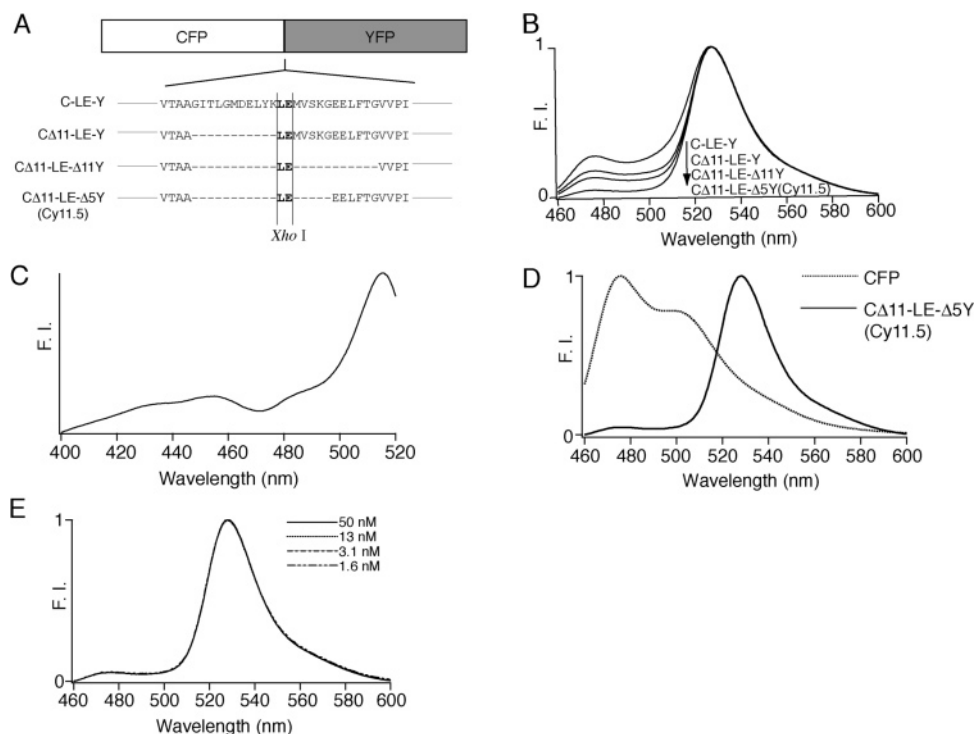 A
CFP
YFP
C-LE-Y
VTAAGITLGMDELYKLEMVSKGEELFTGVVPI
CΔ11-LE-Y
VTAA-----------LEMVSKGEELFTGVVPI
CΔ11-LE-Δ11Y
VTAA-----------LE-----------VVPI
CΔ11-LE-Δ5Y
(Cy11.5)
VTAA-----------LE-----EELFTGVVPI
Xho I
B
1
F. I.
0
C-LE-Y
CΔ11-LE-Y
CΔ11-LE-Δ11Y
CΔ11-LE-Δ5Y(Cy11.5)
460 480 500 520 540 560 580 600
Wavelength (nm)
C
F. I.
400 420 440 460 480 500 520
Wavelength (nm)
D
1
F. I.
0
CFP
CΔ11-LE-Δ5Y
(Cy11.5)
460 480 500 520 540 560 580 600
Wavelength (nm)
E
1
F. I.
0
50 nM
13 nM
3.1 nM
1.6 nM
460 480 500 520 540 560 580 600
Wavelength (nm)